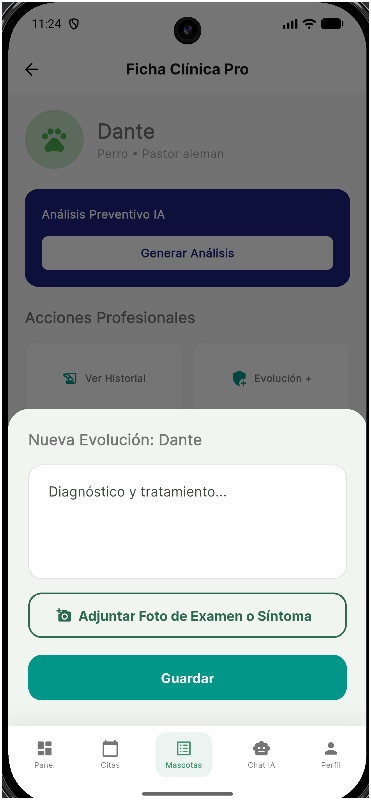 11:24
Ficha Clínica Pro
Dante
Perro • Pastor aleman
Análisis Preventivo IA
Generar Análisis
Acciones Profesionales
Ver Historial
Evolución +
Nueva Evolución: Dante
Diagnóstico y tratamiento...
Adjuntar Foto de Examen o Síntoma
Guardar
Panel
Citas
Mascotas
Chat IA
Perfil